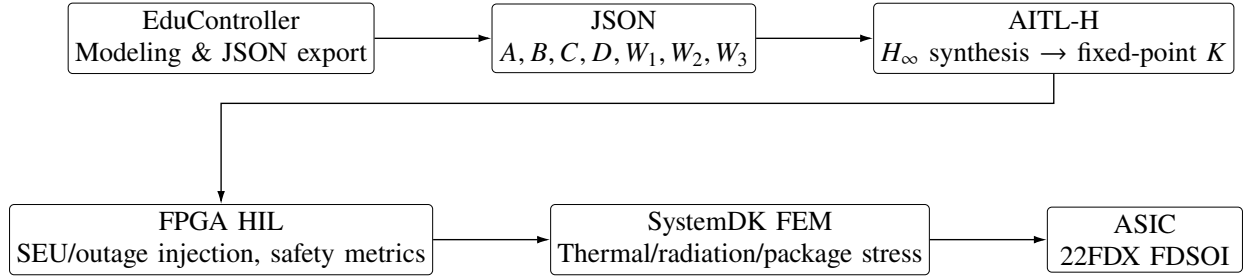 EduController
Modeling & JSON export
JSON
A, B, C, D, W₁, W₂, W₃
AITL-H
H∞ synthesis → fixed-point K
FPGA HIL
SEU/outage injection, safety metrics
SystemDK FEM
Thermal/radiation/package stress
ASIC
22FDX FDSOI